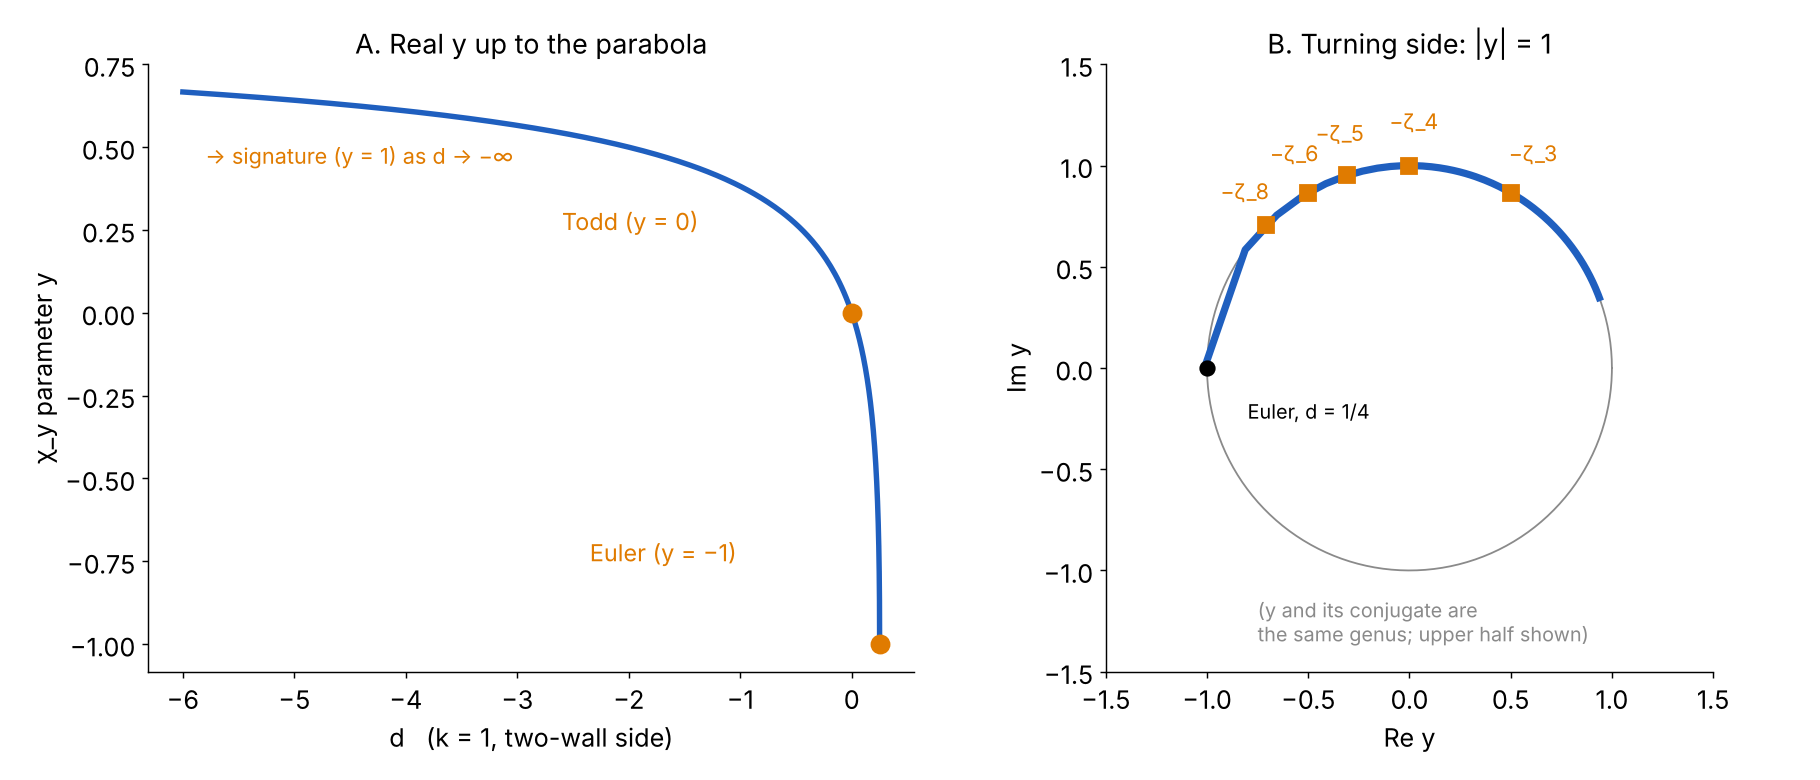 A. Real y up to the parabola
0.75
0.50
0.25
0.00
−0.25
−0.50
−0.75
−1.00
χ_y parameter y
→ signature (y = 1) as d → −∞
Todd (y = 0)
Euler (y = −1)
−6
−5
−4
−3
−2
−1
0
d (k = 1, two-wall side)
B. Turning side: |y| = 1
1.5
1.0
0.5
0.0
−0.5
−1.0
−1.5
Im y
−ζ_8
−ζ_6
−ζ_5
−ζ_4
−ζ_3
Euler, d = 1/4
(y and its conjugate are
the same genus; upper half shown)
−1.5
−1.0
−0.5
0.0
0.5
1.0
1.5
Re y